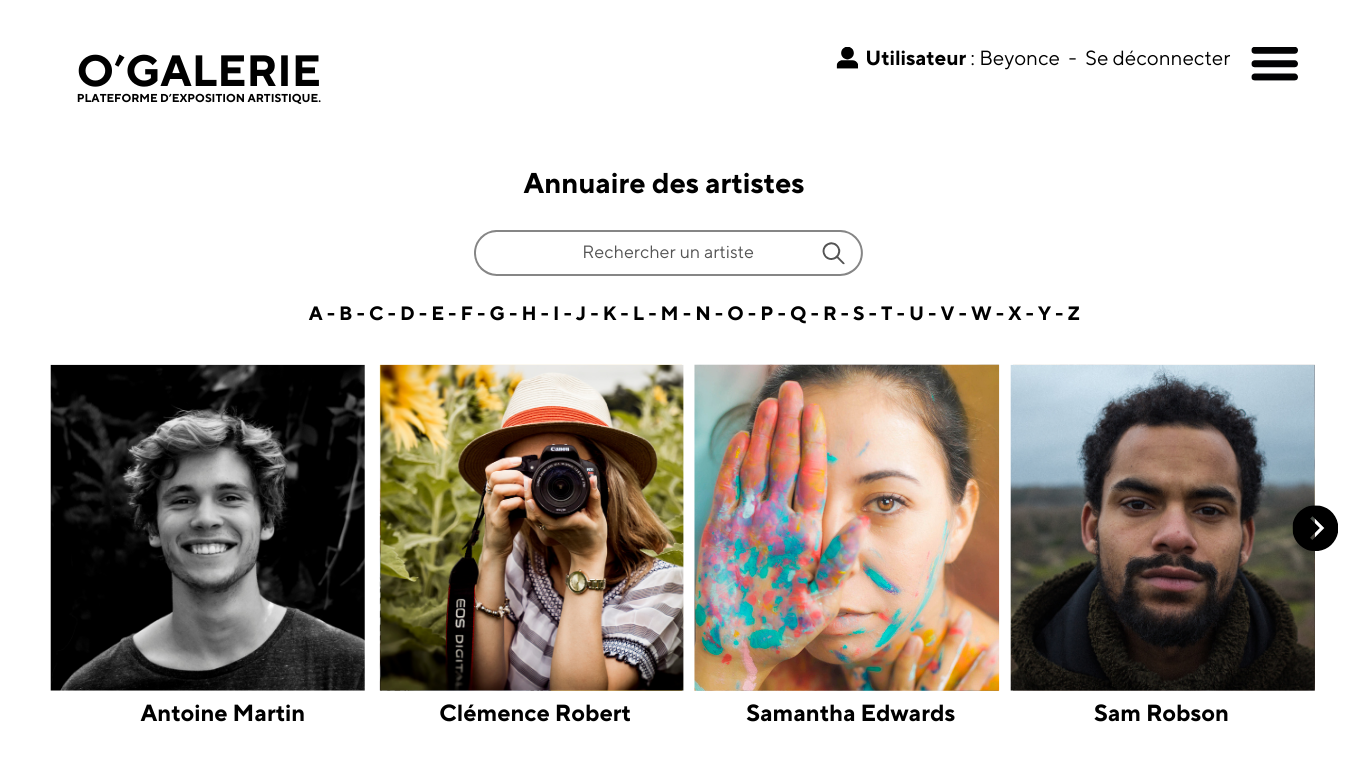 O'GALERIE
PLATEFORME D'EXPOSITION ARTISTIQUE.
Utilisateur : Beyonce - Se déconnecter
Annuaire des artistes
Rechercher un artiste
A - B - C - D - E - F - G - H - I - J - K - L - M - N - O - P - Q - R - S - T - U - V - W - X - Y - Z
Canon
EOS DIGITA
Antoine Martin
Clémence Robert
Samantha Edwards
Sam Robson